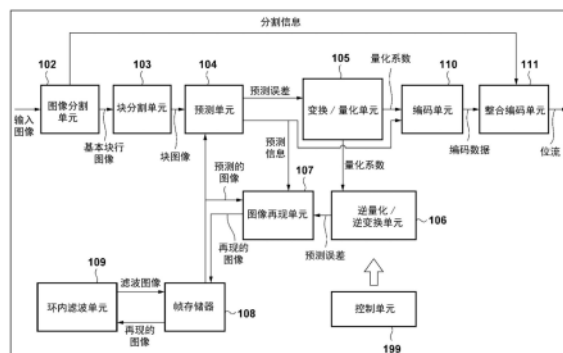 分割信息
102
103
104
105
110
111
输入
图像
图像分割
单元
基本块行
图像
块分割单元
块图像
预测单元
预测误差
变换／量化单元
量化系数
编码单元
编码数据
整合编码单元
位流
预测
信息
量化系数
预测的
图像
107
图像再现单元
预测误差
逆量化／
逆变换单元
106
再现的
图像
109
环内滤波单元
滤波图像
再现的
图像
帧存储器
108
控制单元
199